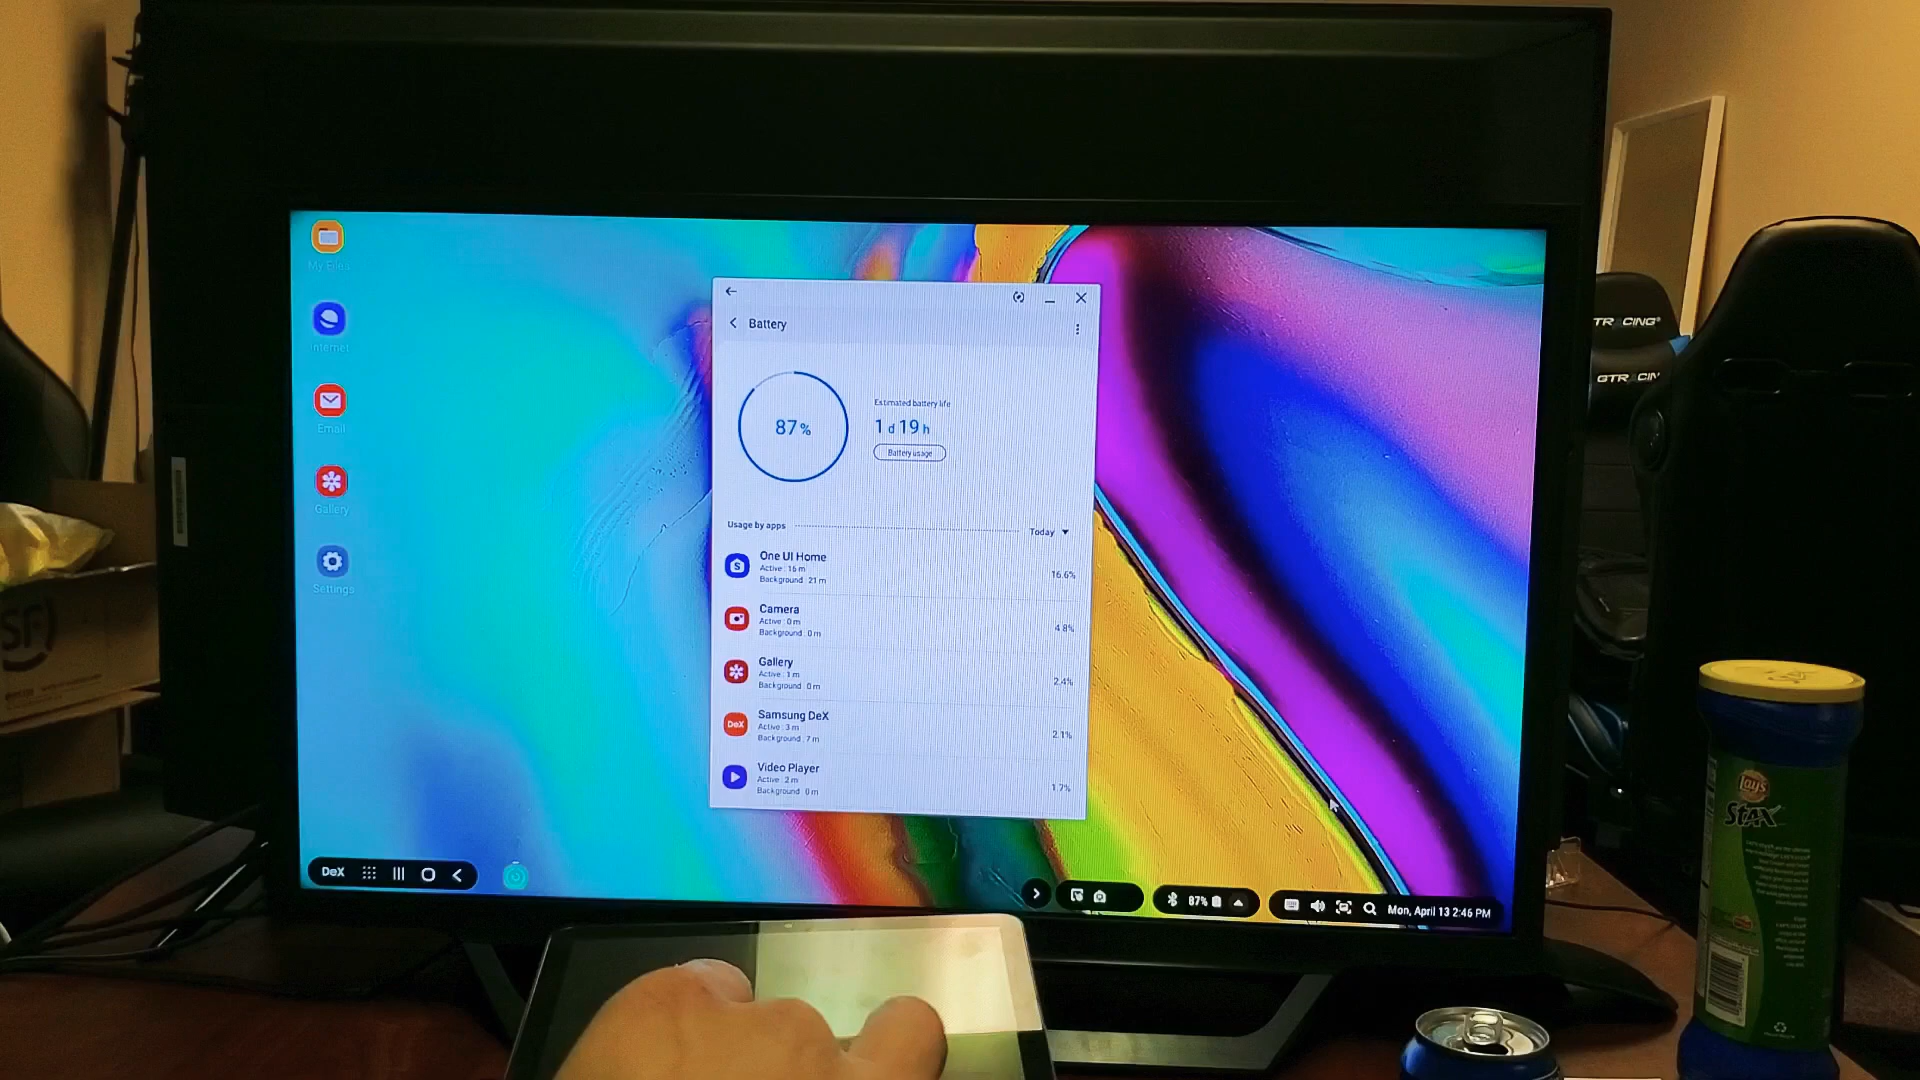 My Files
Internet
Email
Gallery
Settings
Battery
87%
Estimated battery life
1 d 19 h
Battery usage
Usage by apps
Today
One UI Home
Active : 16 m
Background : 21 m
16.6%
Camera
Active : 0 m
Background : 0 m
4.8%
Gallery
Active : 1 m
Background : 0 m
2.4%
DeX
Samsung DeX
Active : 3 m
Background : 7 m
2.1%
Video Player
Active : 2 m
Background : 0 m
1.7%
DeX
87%
Mon, April 13 2:46 PM
GTRACING
SF
Lay's
STAX